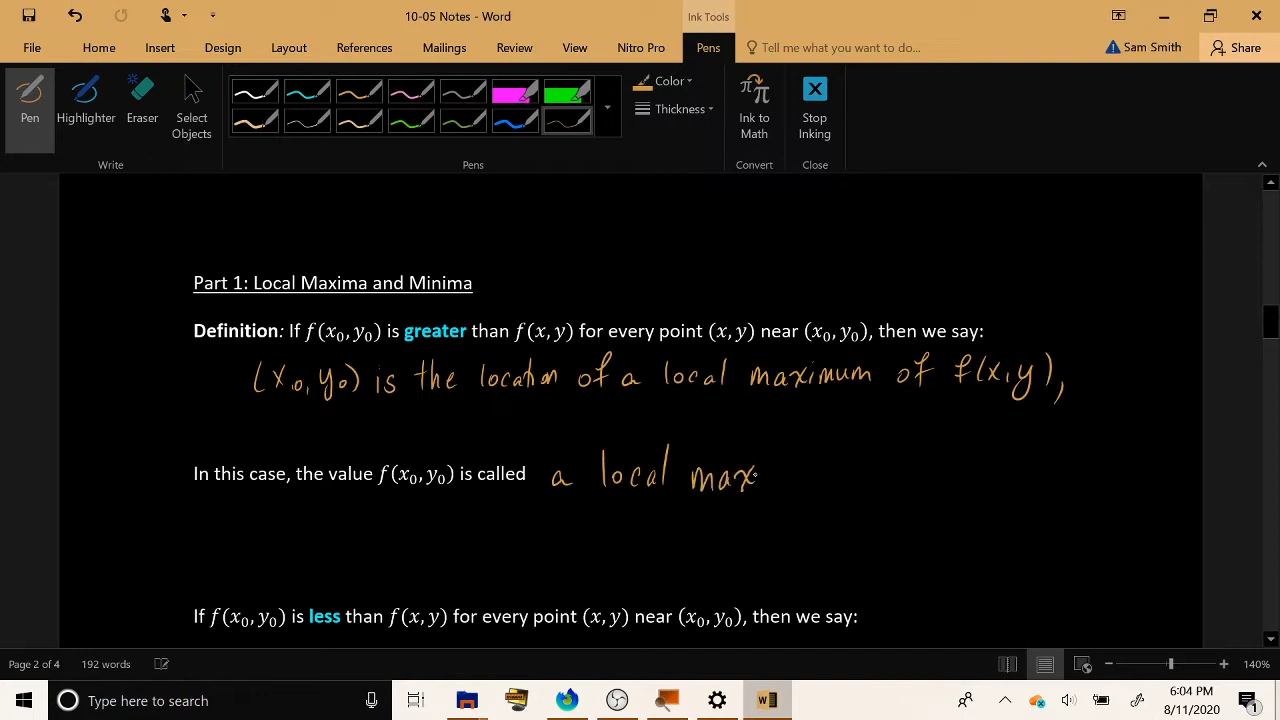 10-05 Notes - Word
Ink Tools
File Home Insert Design Layout References Mailings Review View Nitro Pro Pens Tell me what you want to do... Sam Smith Share
Pen Highlighter Eraser Select Objects
Color
Thickness
Ink to Math
Stop Inking
Write Pens Convert Close
Part 1: Local Maxima and Minima
Definition: If f(x₀, y₀) is greater than f(x, y) for every point (x, y) near (x₀, y₀), then we say:
(x₀, y₀) is the location of a local maximum of f(x, y),
In this case, the value f(x₀, y₀) is called a local max
If f(x₀, y₀) is less than f(x, y) for every point (x, y) near (x₀, y₀), then we say:
Page 2 of 4 192 words 140%
Type here to search
6:04 PM
8/11/2020
1